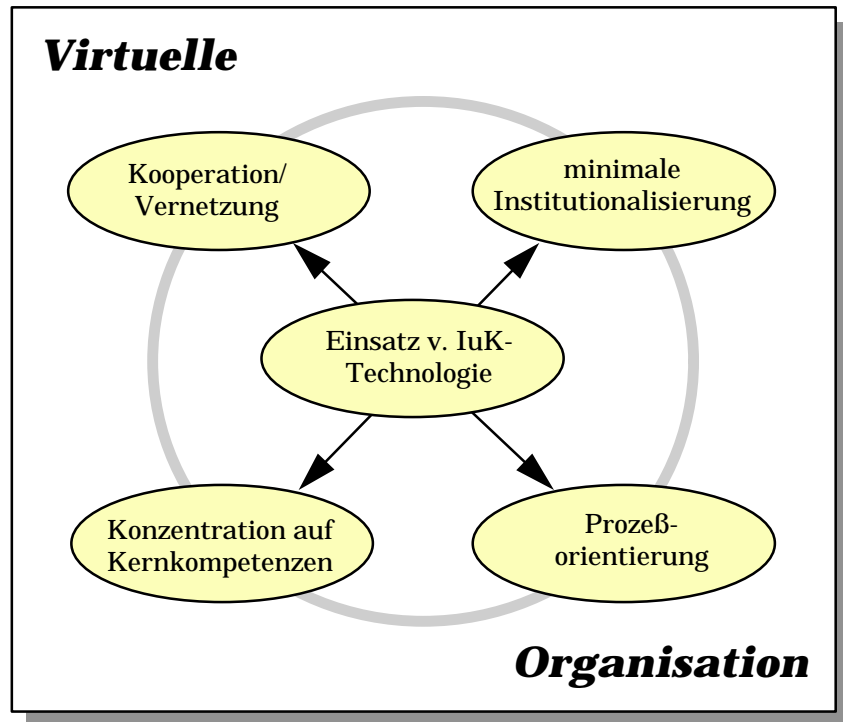 Virtuelle
Kooperation/
Vernetzung
minimale
Institutionalisierung
Einsatz v. IuK-
Technologie
Konzentration auf
Kernkompetenzen
Prozeß-
orientierung
Organisation